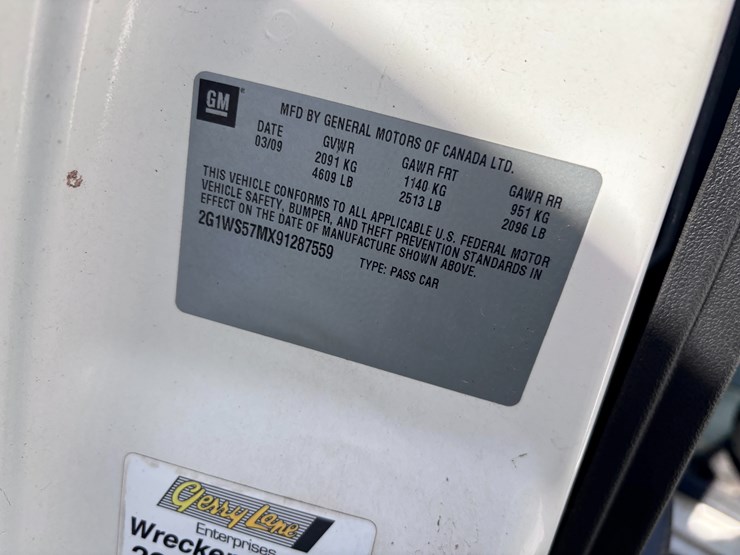 GM
MFD BY GENERAL MOTORS OF CANADA LTD.
DATE GVWR GAWR FRT GAWR RR
03/09 2091 KG 1140 KG 951 KG
4609 LB 2513 LB 2096 LB
THIS VEHICLE CONFORMS TO ALL APPLICABLE U.S. FEDERAL MOTOR
VEHICLE SAFETY, BUMPER, AND THEFT PREVENTION STANDARDS IN
EFFECT ON THE DATE OF MANUFACTURE SHOWN ABOVE.
2G1WS57MX91287559 TYPE: PASS CAR
Gerry Lane
Enterprises